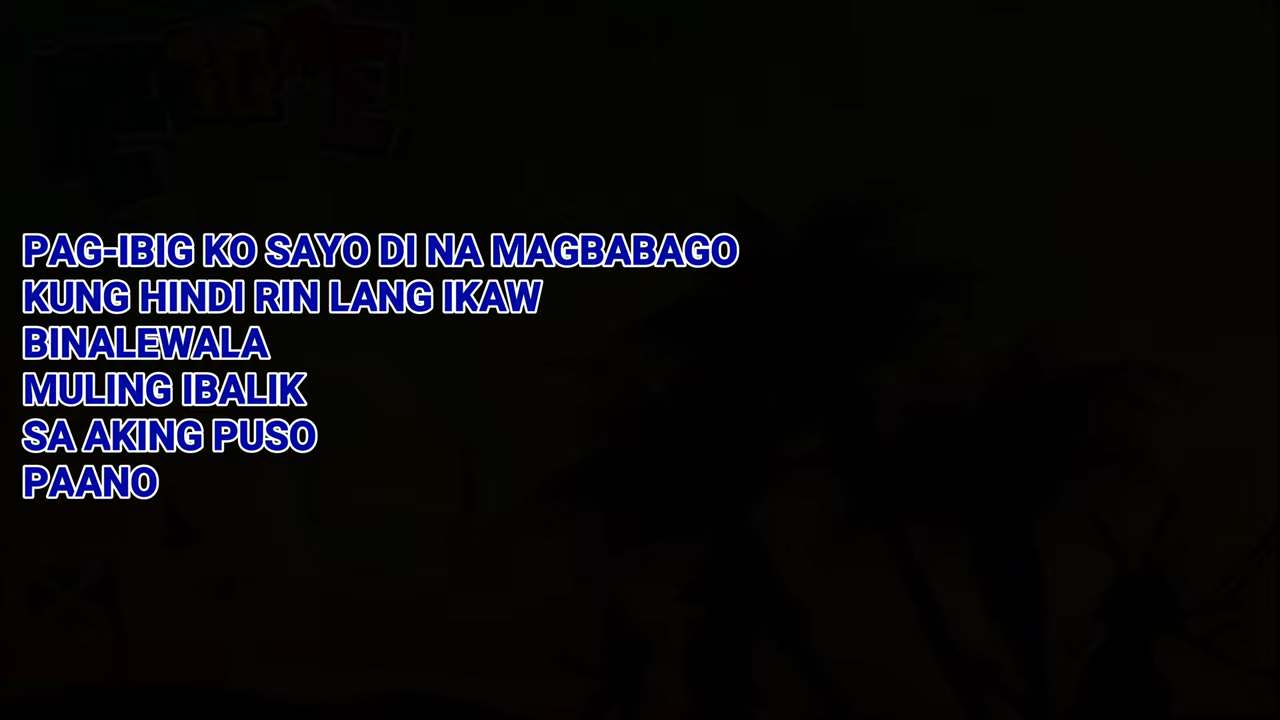 PAG-IBIG KO SAYO DI NA MAGBABAGO
KUNG HINDI RIN LANG IKAW
BINALEWALA
MULING IBALIK
SA AKING PUSO
PAANO